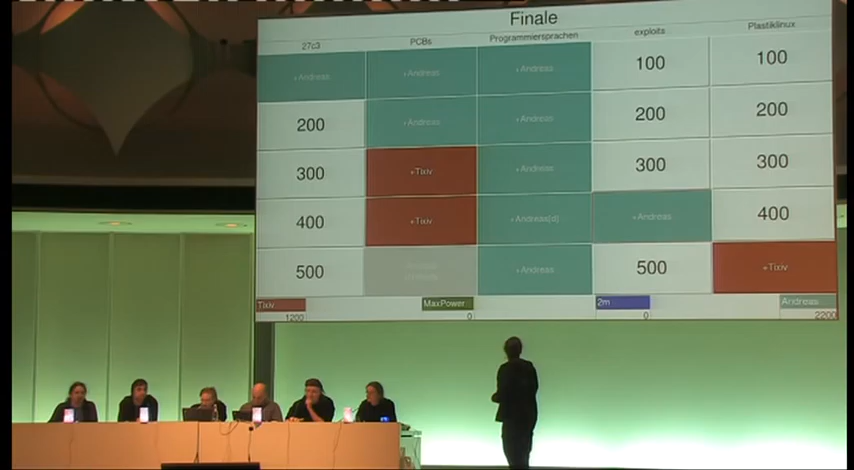 Finale
27c3 PCBs Programmiersprachen exploits Plastiklinux
+Andreas +Andreas +Andreas 100 100
200 +Andreas +Andreas 200 200
300 +Tixiv +Andreas 300 300
400 +Tixiv +Andreas[d] +Andreas 400
500 +Andreas 500 +Tixiv
Tixiv MaxPower 2m Andreas
1200 0 0 2200